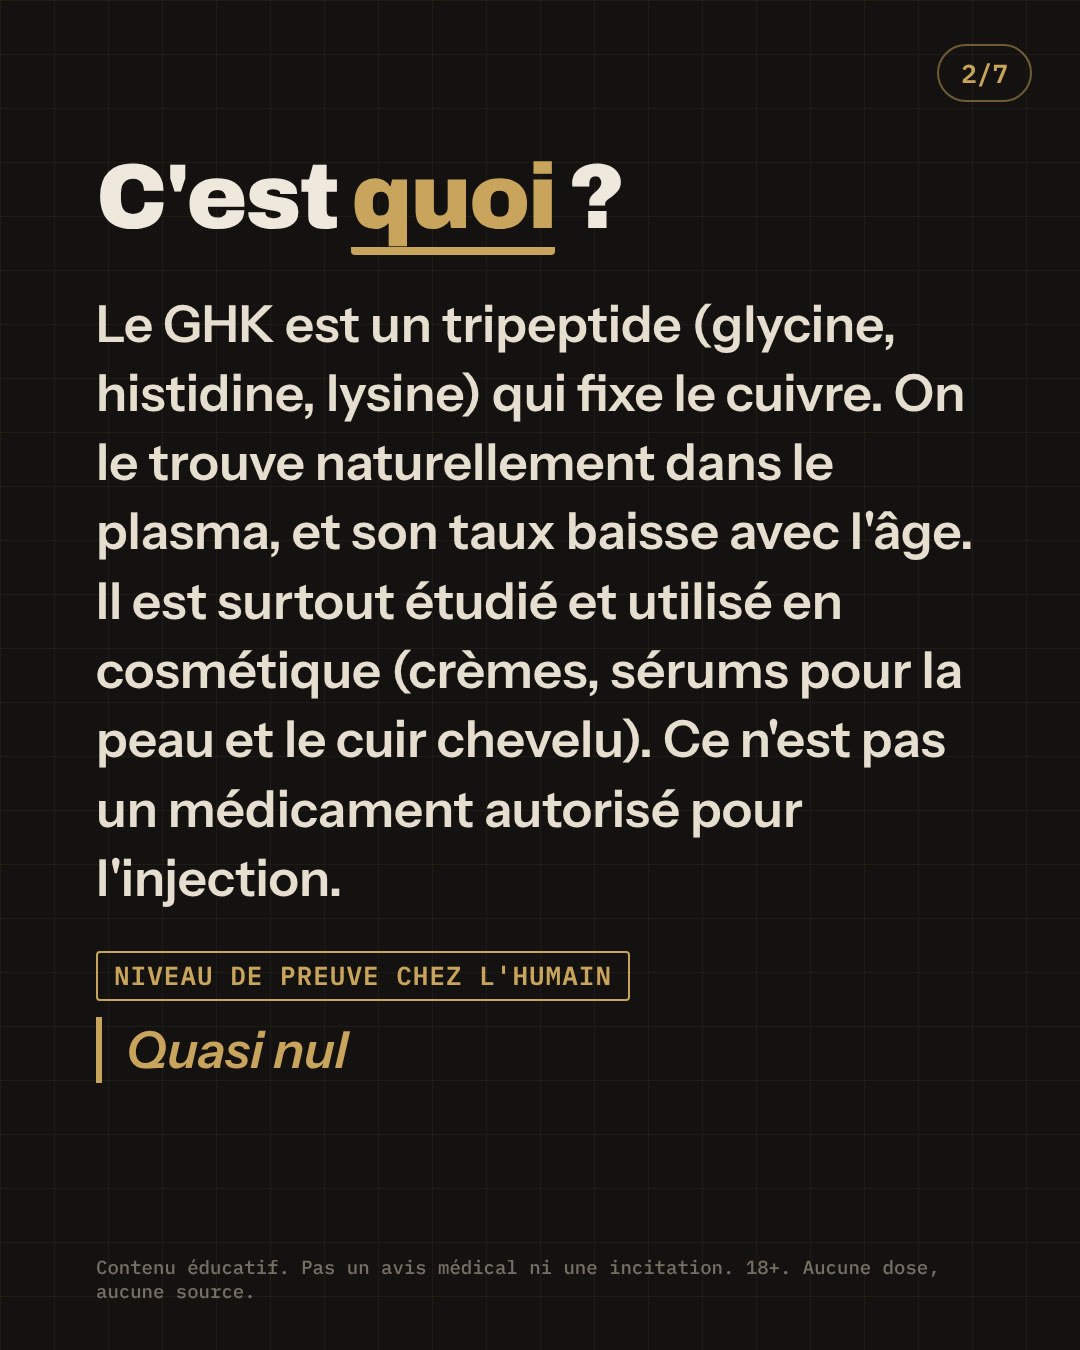 2/7
C'est quoi ?
Le GHK est un tripeptide (glycine,
histidine, lysine) qui fixe le cuivre. On
le trouve naturellement dans le
plasma, et son taux baisse avec l'âge.
Il est surtout étudié et utilisé en
cosmétique (crèmes, sérums pour la
peau et le cuir chevelu). Ce n'est pas
un médicament autorisé pour
l'injection.
NIVEAU DE PREUVE CHEZ L'HUMAIN
Quasi nul
Contenu éducatif. Pas un avis médical ni une incitation. 18+. Aucune dose,
aucune source.